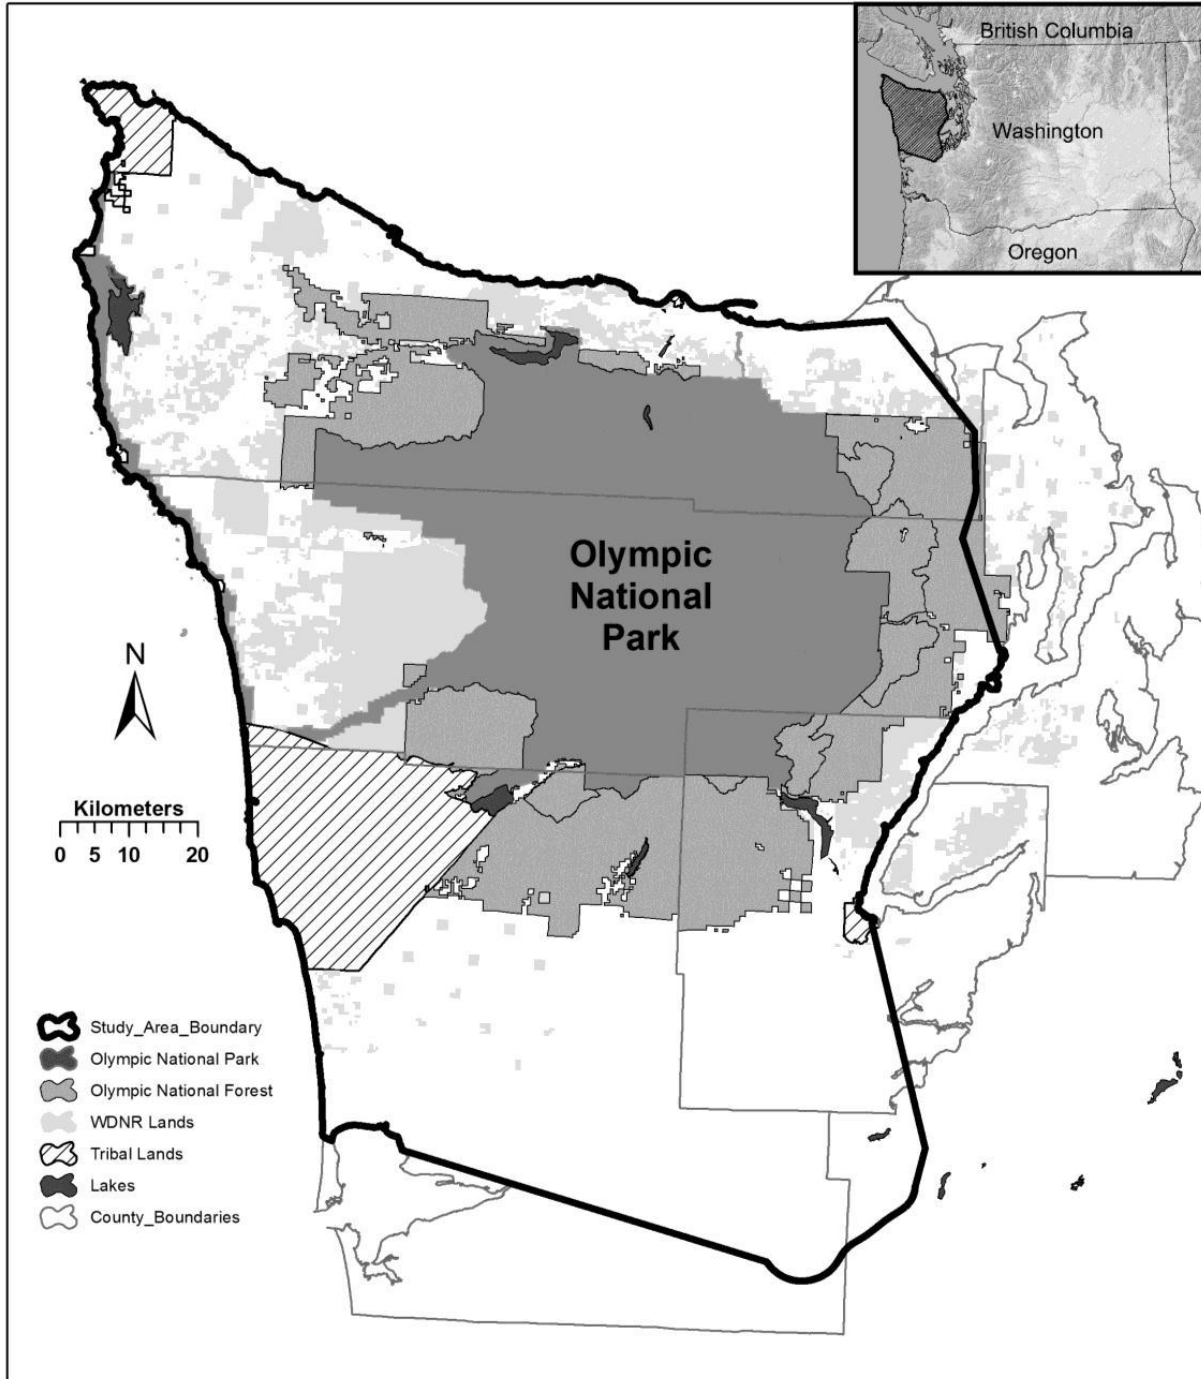 British Columbia
Washington
Oregon
Olympic
National
Park
N
Kilometers
0 5 10 20
Study_Area_Boundary
Olympic National Park
Olympic National Forest
WDNR Lands
Tribal Lands
Lakes
County_Boundaries